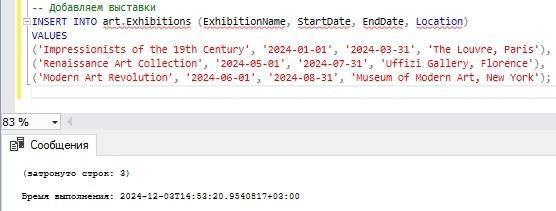 -- Добавляем выставки
INSERT INTO art.Exhibitions (ExhibitionName, StartDate, EndDate, Location)
VALUES
('Impressionists of the 19th Century', '2024-01-01', '2024-03-31', 'The Louvre, Paris'),
('Renaissance Art Collection', '2024-05-01', '2024-07-31', 'Uffizi Gallery, Florence'),
('Modern Art Revolution', '2024-06-01', '2024-08-31', 'Museum of Modern Art, New York');
83 %
Сообщения
(затронуто строк: 3)
Время выполнения: 2024-12-03T14:53:20.9540817+03:00